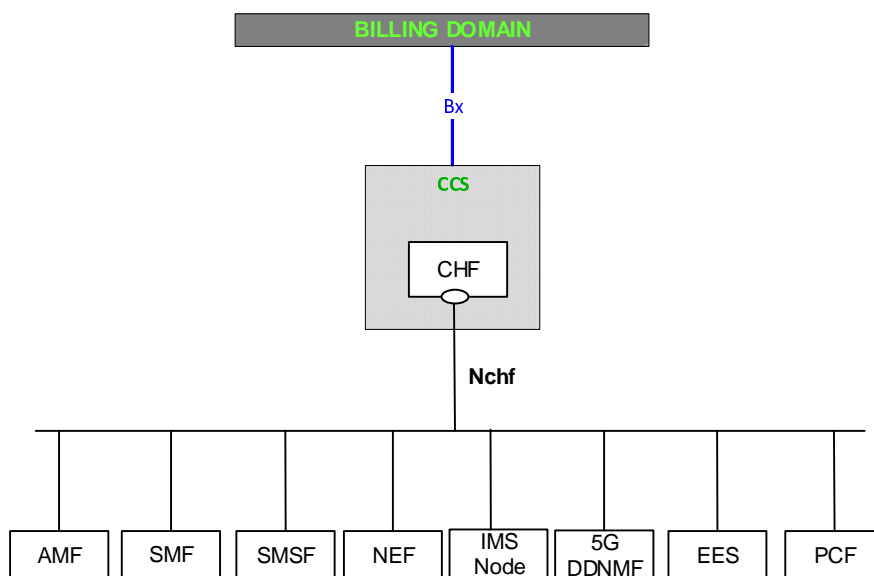 BILLING DOMAIN
Bx
CCS
CHF
Nchf
AMF
SMF
SMSF
NEF
IMS
Node
5G
DDNMF
EES
PCF